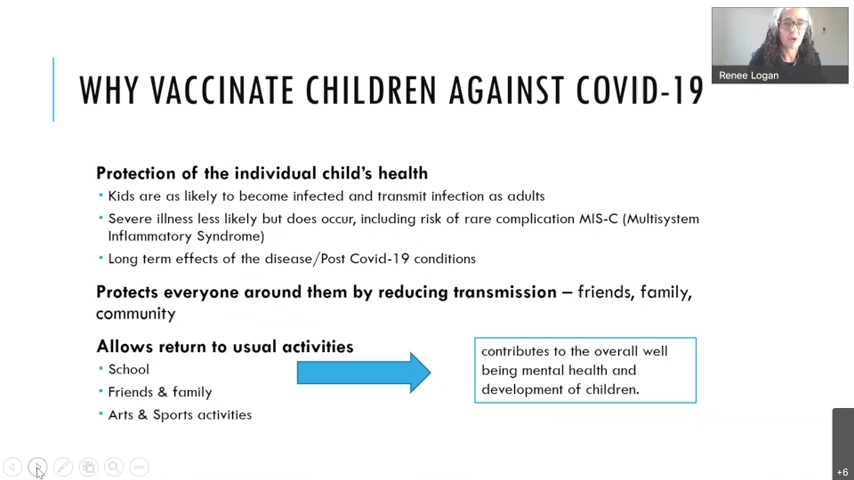 Renee Logan
WHY VACCINATE CHILDREN AGAINST COVID-19
Protection of the individual child's health
Kids are as likely to become infected and transmit infection as adults
Severe illness less likely but does occur, including risk of rare complication MIS-C (Multisystem
Inflammatory Syndrome)
Long term effects of the disease/Post Covid-19 conditions
Protects everyone around them by reducing transmission – friends, family,
community
Allows return to usual activities
School
Friends & family
Arts & Sports activities
contributes to the overall well
being mental health and
development of children.
+6